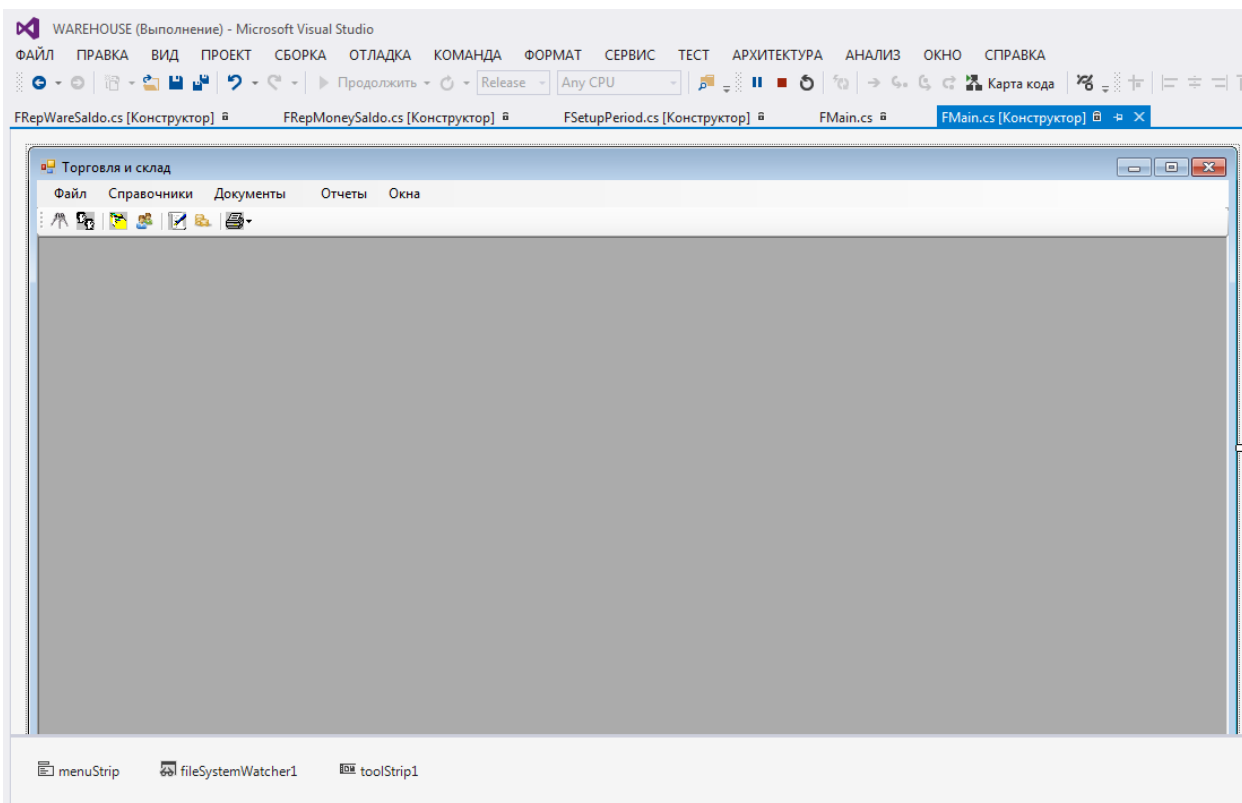 WAREHOUSE (Выполнение) - Microsoft Visual Studio
ФАЙЛ ПРАВКА ВИД ПРОЕКТ СБОРКА ОТЛАДКА КОМАНДА ФОРМАТ СЕРВИС ТЕСТ АРХИТЕКТУРА АНАЛИЗ ОКНО СПРАВКА
Продолжить Release Any CPU Карта кода
FRepWareSaldo.cs [Конструктор] FRepMoneySaldo.cs [Конструктор] FSetupPeriod.cs [Конструктор] FMain.cs FMain.cs [Конструктор]
Торговля и склад
Файл Справочники Документы Отчеты Окна
menuStrip fileSystemWatcher1 toolStrip1